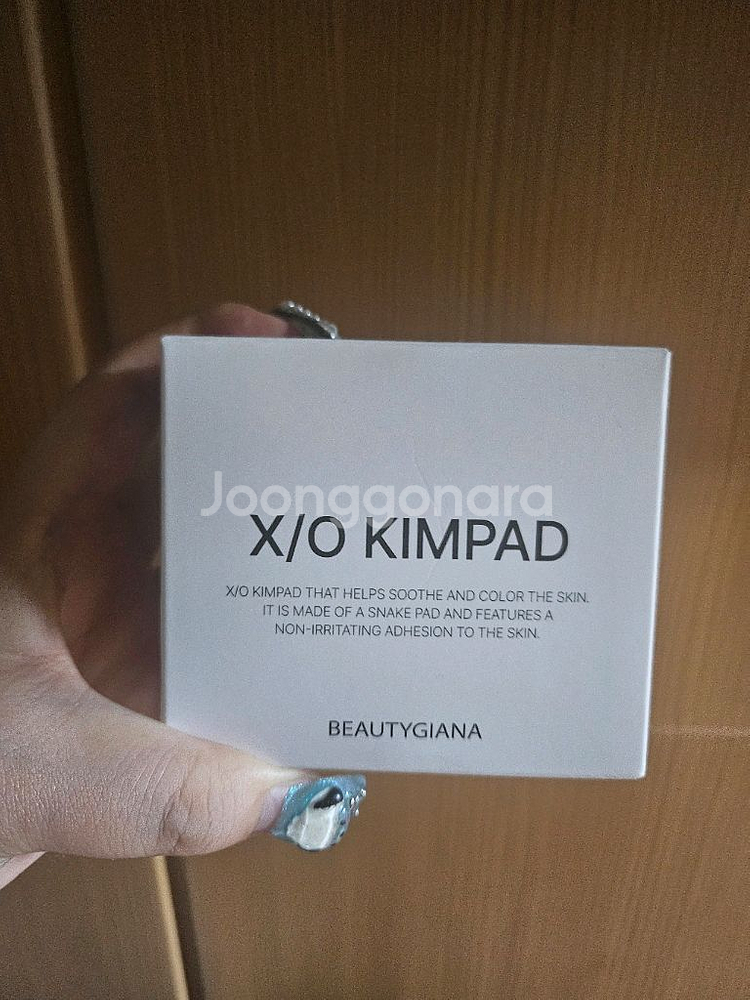 Joonggonara
X/O KIMPAD
X/O KIMPAD THAT HELPS SOOTHE AND COLOR THE SKIN.
IT IS MADE OF A SNAKE PAD AND FEATURES A
NON-IRRITATING ADHESION TO THE SKIN.
BEAUTYGIANA